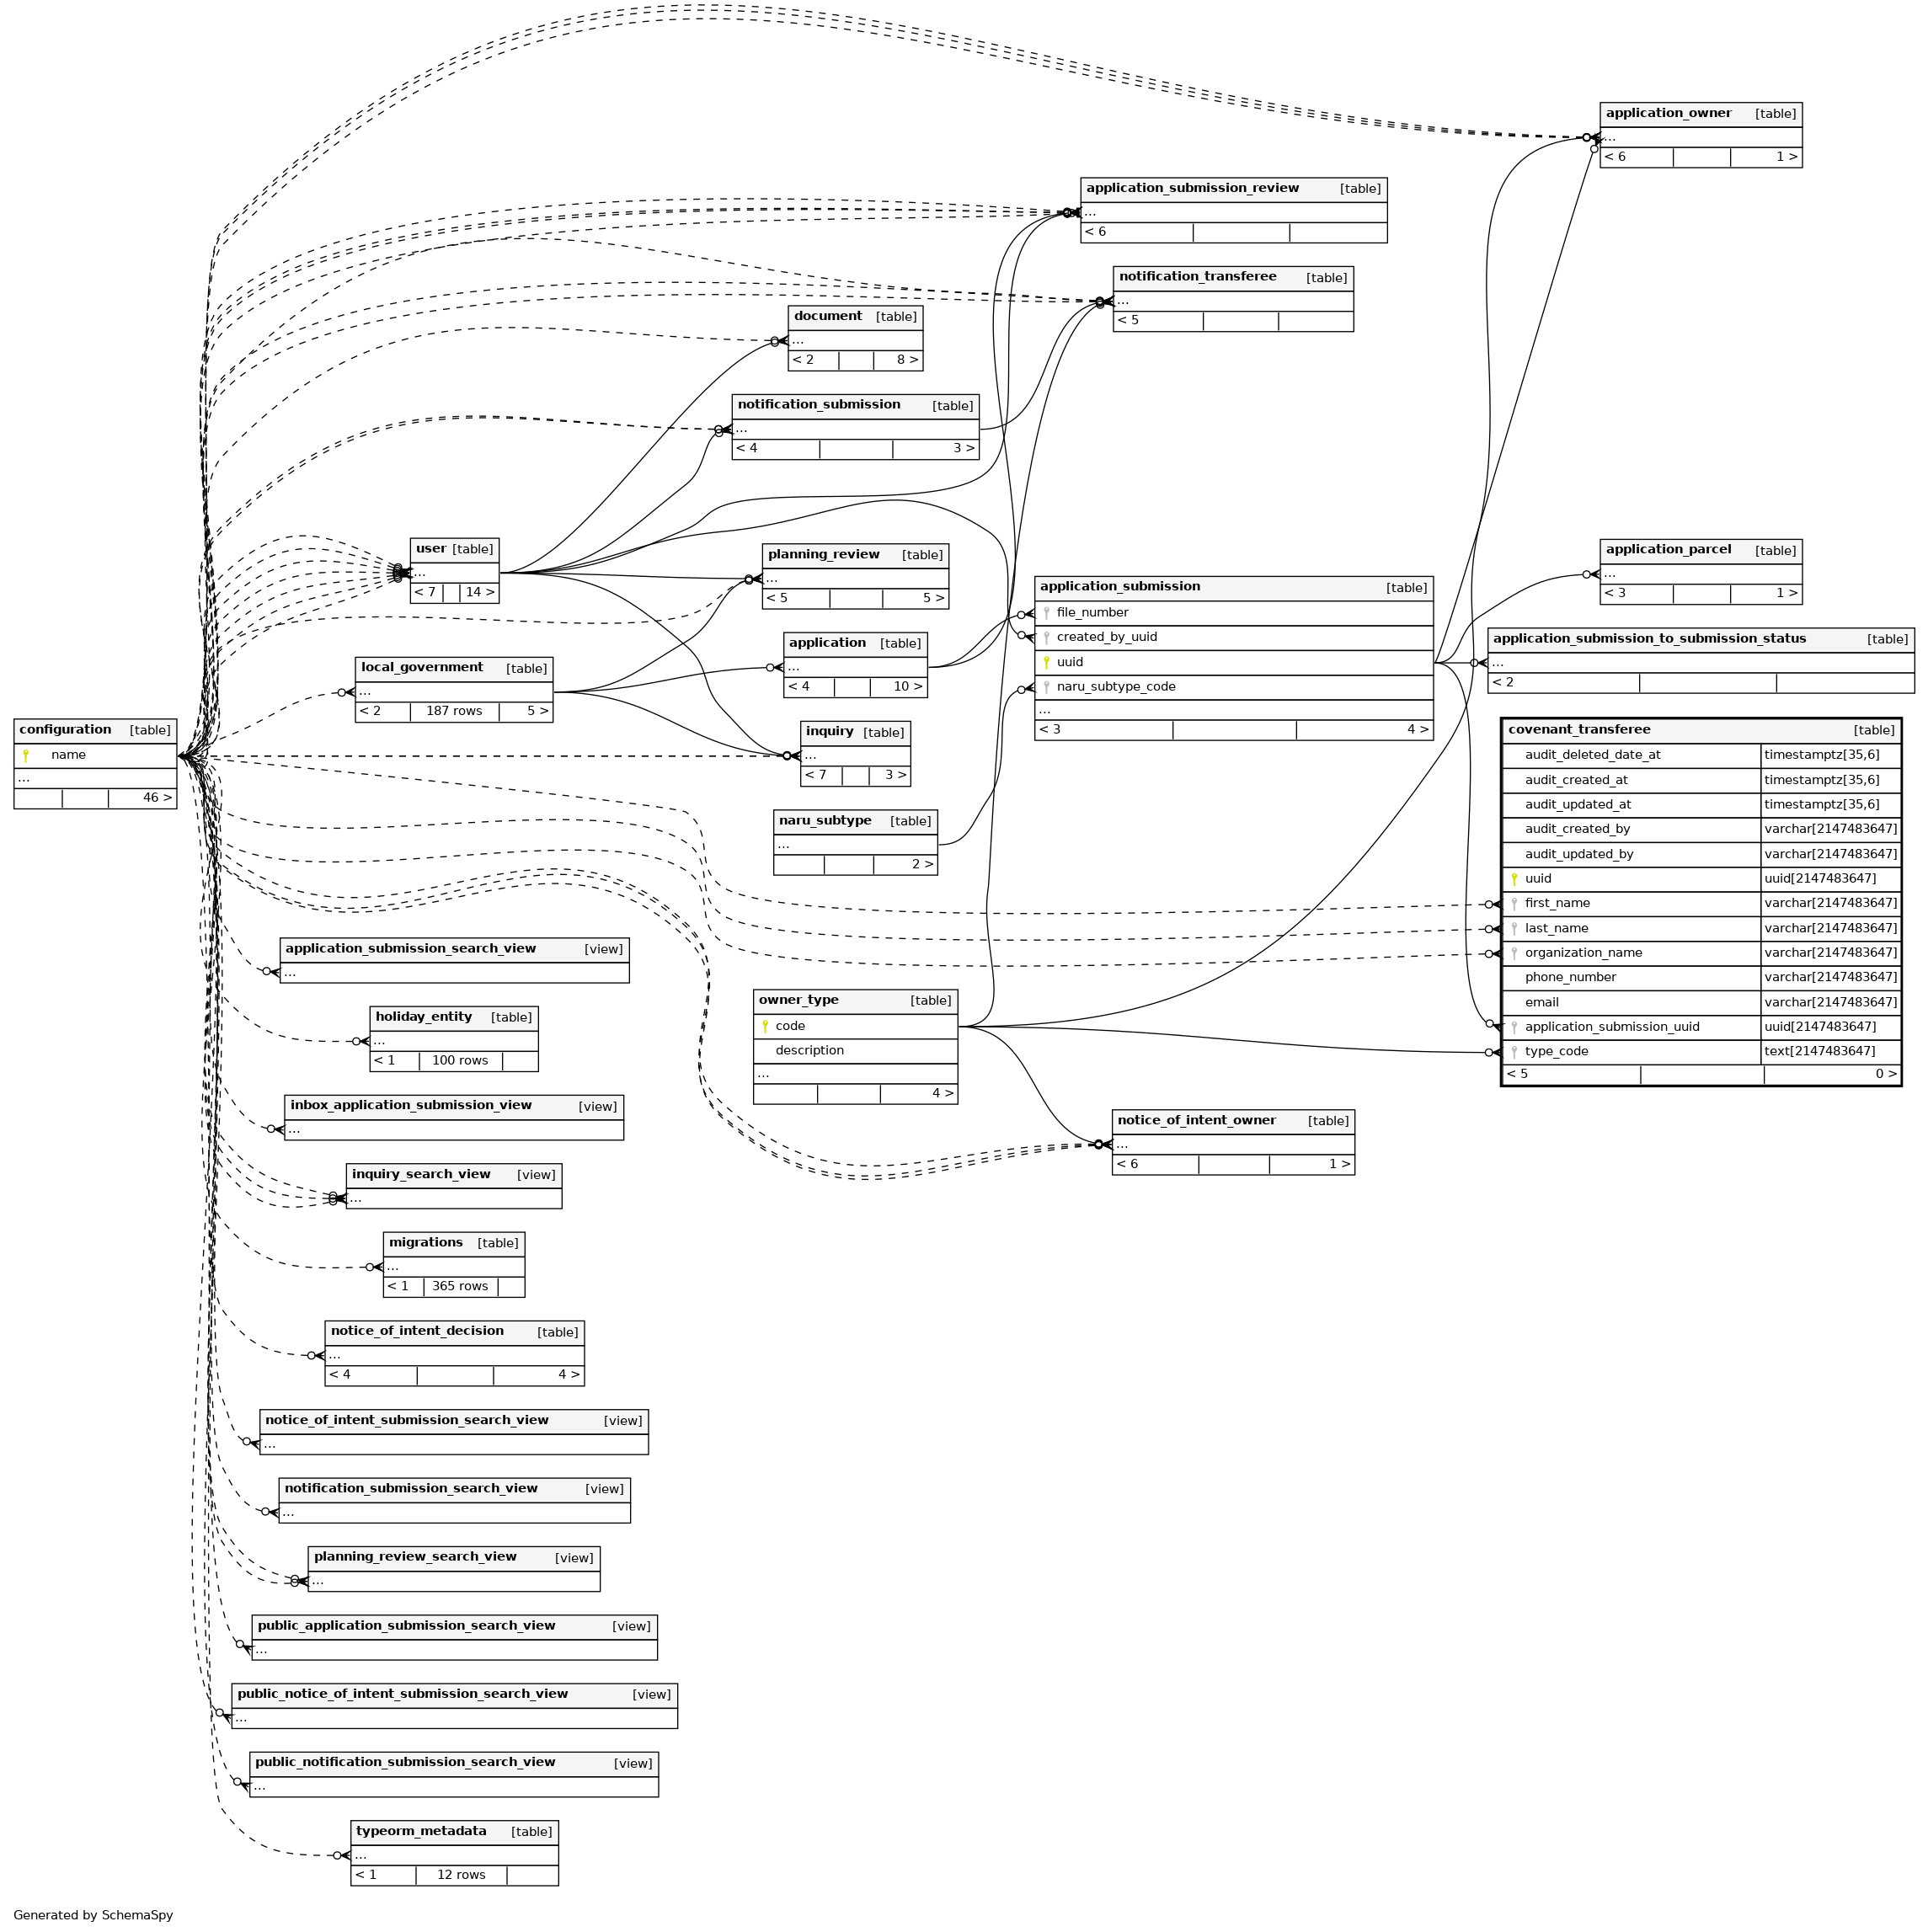 application_owner [table]
...
< 6 1 >
application_submission_review [table]
...
< 6
notification_transferee [table]
...
< 5
document [table]
...
< 2 8 >
notification_submission [table]
...
< 4 3 >
user [table]
...
< 7 14 >
planning_review [table]
...
< 5 5 >
application_parcel [table]
...
< 3 1 >
application_submission [table]
file_number
created_by_uuid
uuid
naru_subtype_code
...
< 3 4 >
application_submission_to_submission_status [table]
...
< 2
application [table]
...
< 4 10 >
local_government [table]
...
< 2 187 rows 5 >
configuration [table]
name
...
46 >
inquiry [table]
...
< 7 3 >
covenant_transferee [table]
audit_deleted_date_at timestamptz[35,6]
audit_created_at timestamptz[35,6]
audit_updated_at timestamptz[35,6]
audit_created_by varchar[2147483647]
audit_updated_by varchar[2147483647]
uuid uuid[2147483647]
first_name varchar[2147483647]
last_name varchar[2147483647]
organization_name varchar[2147483647]
phone_number varchar[2147483647]
email varchar[2147483647]
application_submission_uuid uuid[2147483647]
type_code text[2147483647]
< 5 0 >
naru_subtype [table]
...
2 >
application_submission_search_view [view]
...
owner_type [table]
code
description
...
4 >
holiday_entity [table]
...
< 1 100 rows
inbox_application_submission_view [view]
...
notice_of_intent_owner [table]
...
< 6 1 >
inquiry_search_view [view]
...
migrations [table]
...
< 1 365 rows
notice_of_intent_decision [table]
...
< 4 4 >
notice_of_intent_submission_search_view [view]
...
notification_submission_search_view [view]
...
planning_review_search_view [view]
...
public_application_submission_search_view [view]
...
public_notice_of_intent_submission_search_view [view]
...
public_notification_submission_search_view [view]
...
typeorm_metadata [table]
...
< 1 12 rows
Generated by SchemaSpy